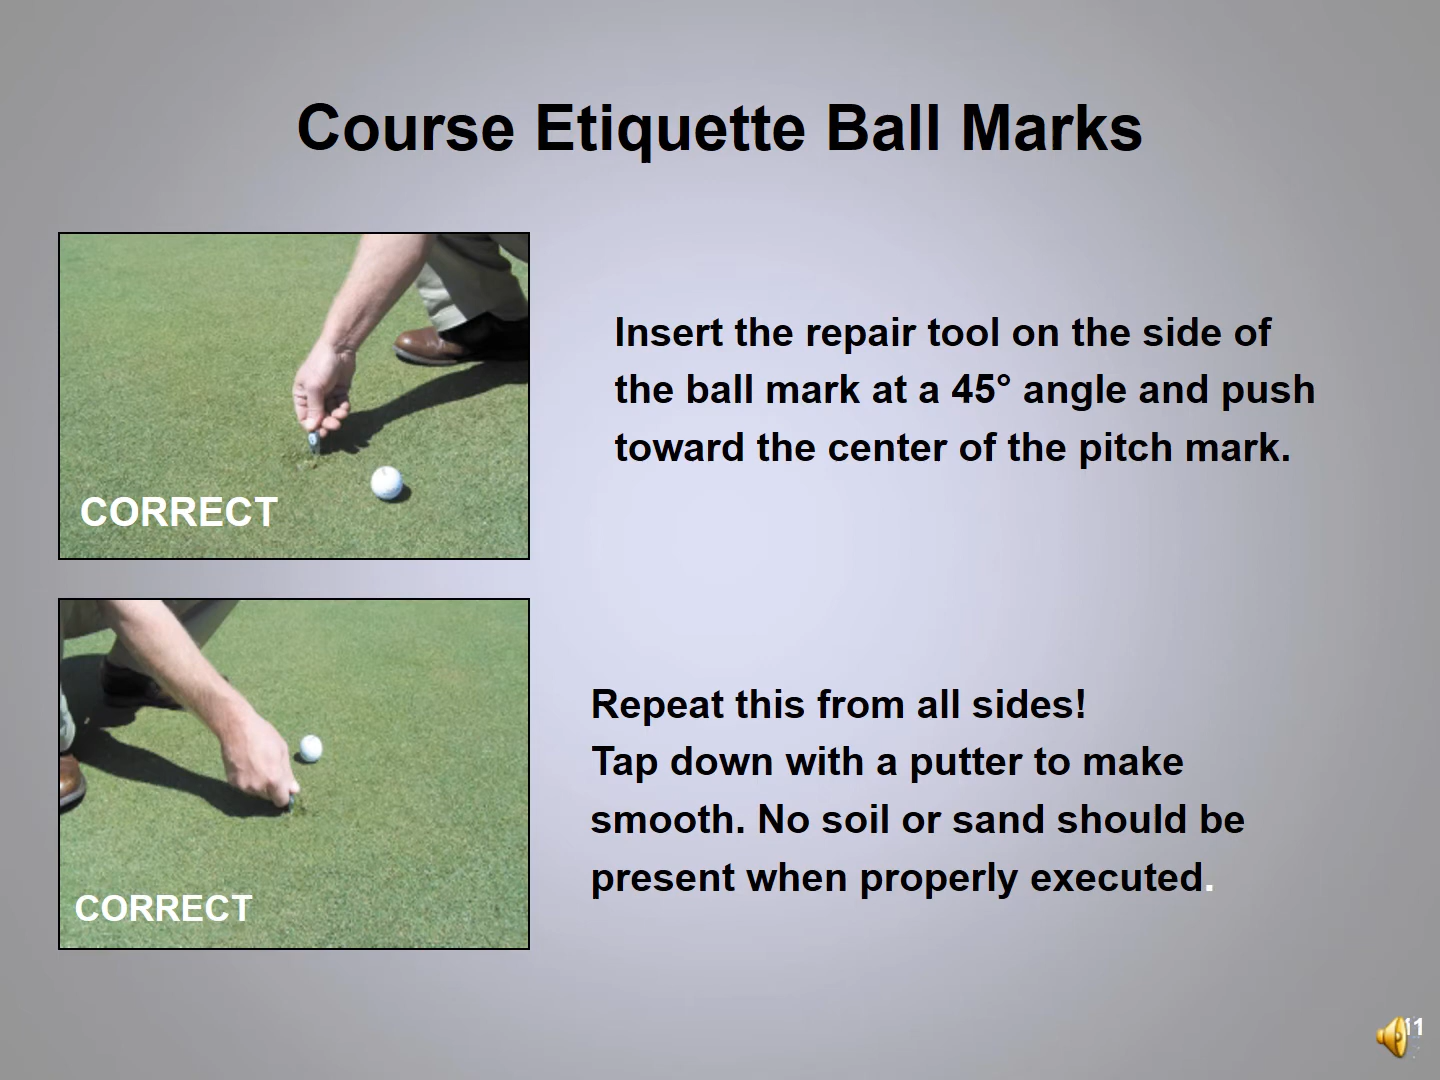 Course Etiquette Ball Marks
CORRECT
Insert the repair tool on the side of
the ball mark at a 45° angle and push
toward the center of the pitch mark.
CORRECT
Repeat this from all sides!
Tap down with a putter to make
smooth. No soil or sand should be
present when properly executed.
11